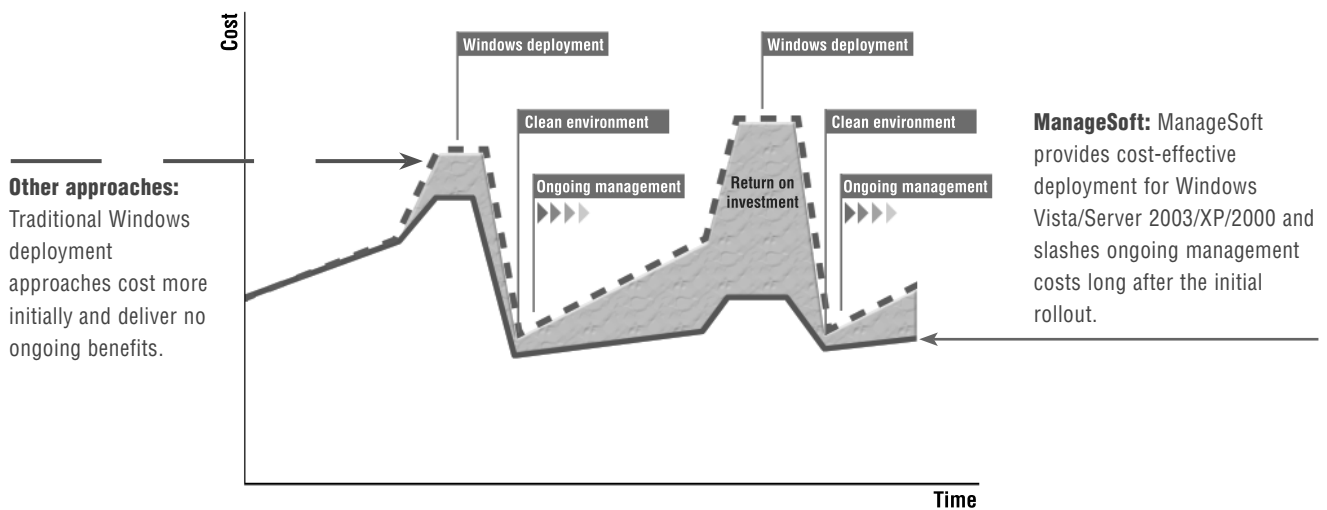 Cost
Windows deployment
Windows deployment
Clean environment
Clean environment
Ongoing management
Ongoing management
Return on
investment
Other approaches:
Traditional Windows
deployment
approaches cost more
initially and deliver no
ongoing benefits.
ManageSoft: ManageSoft
provides cost-effective
deployment for Windows
Vista/Server 2003/XP/2000 and
slashes ongoing management
costs long after the initial
rollout.
Time